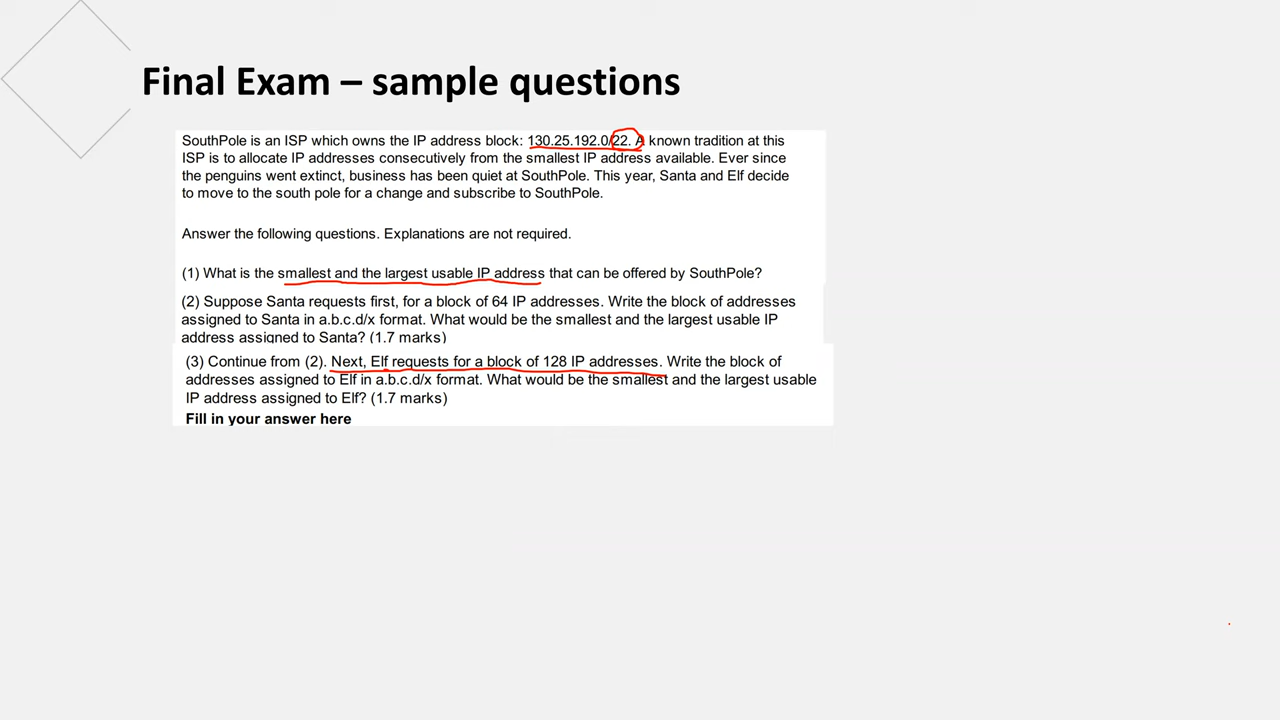 Final Exam – sample questions
SouthPole is an ISP which owns the IP address block: 130.25.192.0/22. A known tradition at this
ISP is to allocate IP addresses consecutively from the smallest IP address available. Ever since
the penguins went extinct, business has been quiet at SouthPole. This year, Santa and Elf decide
to move to the south pole for a change and subscribe to SouthPole.
Answer the following questions. Explanations are not required.
(1) What is the smallest and the largest usable IP address that can be offered by SouthPole?
(2) Suppose Santa requests first, for a block of 64 IP addresses. Write the block of addresses
assigned to Santa in a.b.c.d/x format. What would be the smallest and the largest usable IP
address assigned to Santa? (1.7 marks)
(3) Continue from (2). Next, Elf requests for a block of 128 IP addresses. Write the block of
addresses assigned to Elf in a.b.c.d/x format. What would be the smallest and the largest usable
IP address assigned to Elf? (1.7 marks)
Fill in your answer here